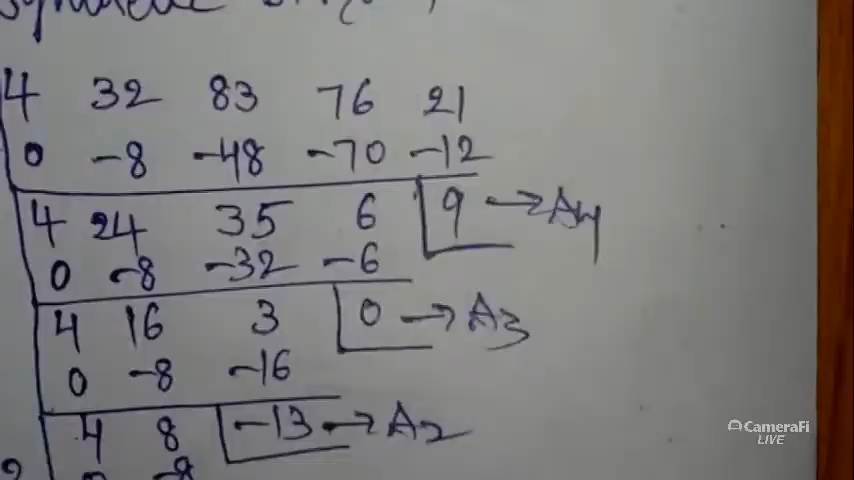 4 32 83 76 21
0 -8 -48 -70 -12
4 24 35 6 9 → A4
0 -8 -32 -6
4 16 3 0 → A3
0 -8 -16
4 8 -13 → A2
-8
CameraFi
LIVE